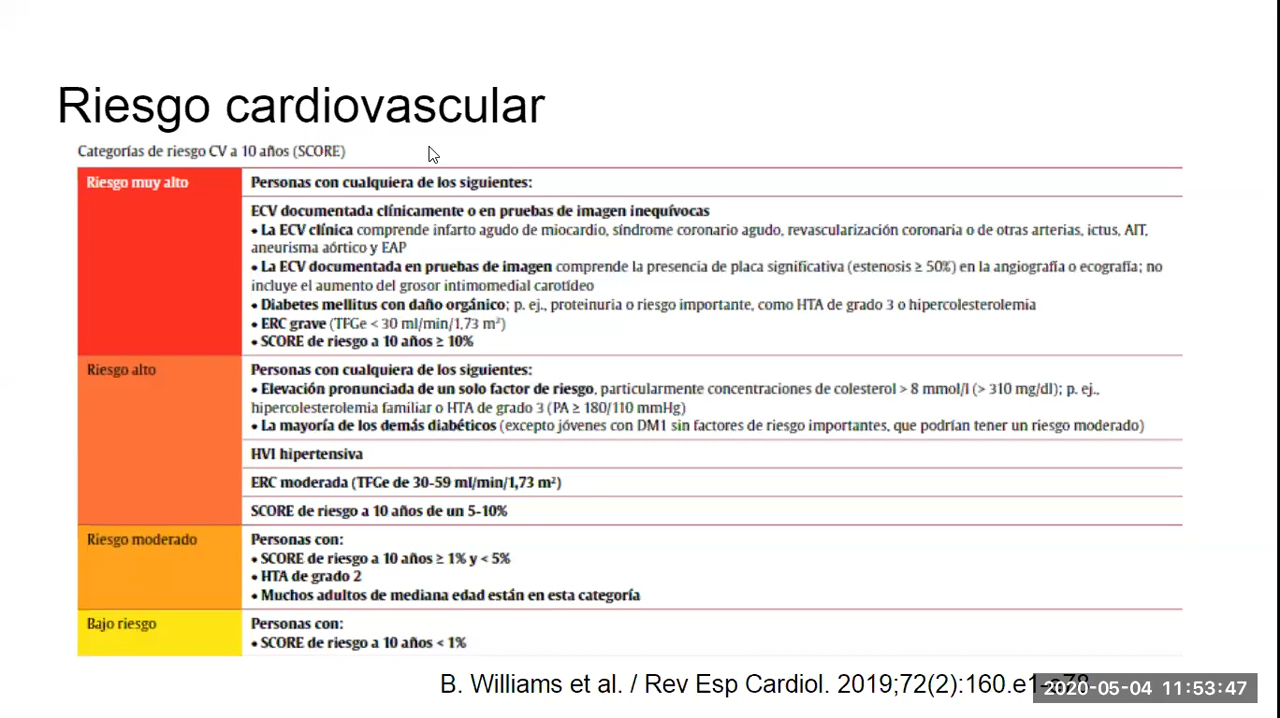 Riesgo cardiovascular
Categorías de riesgo CV a 10 años (SCORE)
Riesgo muy alto
Personas con cualquiera de los siguientes:
ECV documentada clínicamente o en pruebas de imagen inequívocas
• La ECV clínica comprende infarto agudo de miocardio, síndrome coronario agudo, revascularización coronaria o de otras arterias, ictus, AIT,
aneurisma aórtico y EAP
• La ECV documentada en pruebas de imagen comprende la presencia de placa significativa (estenosis ≥ 50%) en la angiografía o ecografía; no
incluye el aumento del grosor intimomedial carotídeo
• Diabetes mellitus con daño orgánico; p. ej., proteinuria o riesgo importante, como HTA de grado 3 o hipercolesterolemia
• ERC grave (TFGe < 30 ml/min/1,73 m²)
• SCORE de riesgo a 10 años ≥ 10%
Riesgo alto
Personas con cualquiera de los siguientes:
• Elevación pronunciada de un solo factor de riesgo, particularmente concentraciones de colesterol > 8 mmol/l (> 310 mg/dl); p. ej.,
hipercolesterolemia familiar o HTA de grado 3 (PA ≥ 180/110 mmHg)
• La mayoría de los demás diabéticos (excepto jóvenes con DM1 sin factores de riesgo importantes, que podrían tener un riesgo moderado)
HVI hipertensiva
ERC moderada (TFGe de 30-59 ml/min/1,73 m²)
SCORE de riesgo a 10 años de un 5-10%
Riesgo moderado
Personas con:
• SCORE de riesgo a 10 años ≥ 1% y < 5%
• HTA de grado 2
• Muchos adultos de mediana edad están en esta categoría
Bajo riesgo
Personas con:
• SCORE de riesgo a 10 años < 1%
B. Williams et al. / Rev Esp Cardiol. 2019;72(2):160.e1-e78
2020-05-04 11:53:47